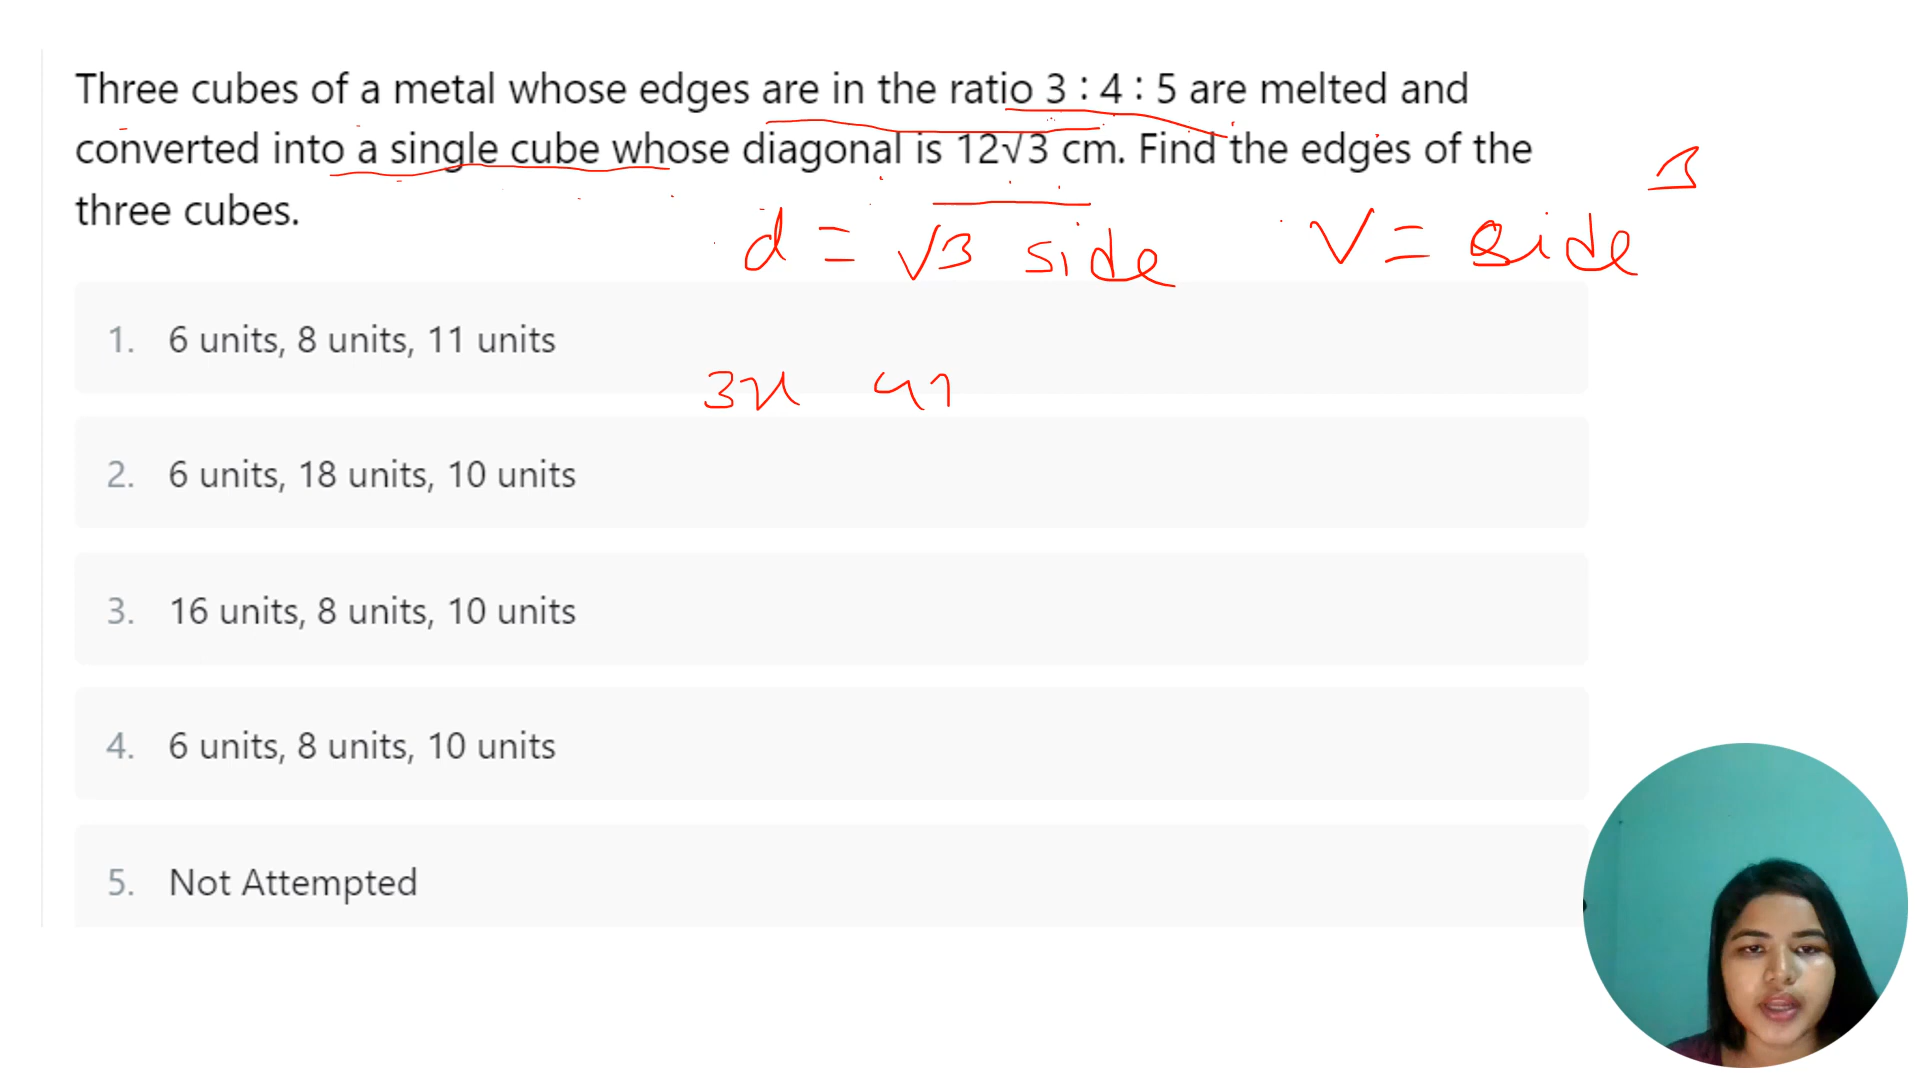 Three cubes of a metal whose edges are in the ratio 3 : 4 : 5 are melted and
converted into a single cube whose diagonal is 12√3 cm. Find the edges of the
three cubes.
d = √3 side V = side³
1. 6 units, 8 units, 11 units
3x 4
2. 6 units, 18 units, 10 units
3. 16 units, 8 units, 10 units
4. 6 units, 8 units, 10 units
5. Not Attempted